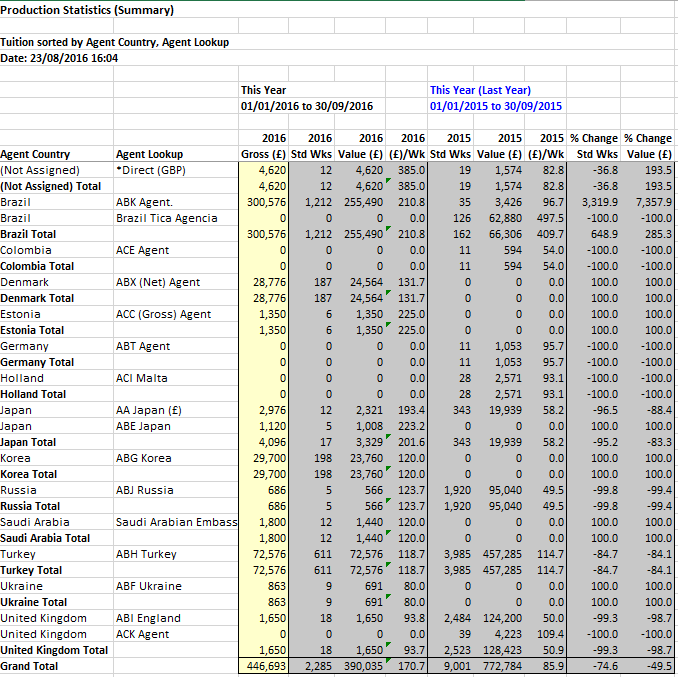 Production Statistics (Summary)
Tuition sorted by Agent Country, Agent Lookup
Date: 23/08/2016 16:04
This Year This Year (Last Year)
01/01/2016 to 30/09/2016 01/01/2015 to 30/09/2015
2016 2016 2016 2016 2015 2015 2015 % Change % Change
Agent Country Agent Lookup Gross (£) Std Wks Value (£) (£)/Wk Std Wks Value (£) (£)/Wk Std Wks Value (£)
(Not Assigned) *Direct (GBP) 4,620 12 4,620 385.0 19 1,574 82.8 -36.8 193.5
(Not Assigned) Total 4,620 12 4,620 385.0 19 1,574 82.8 -36.8 193.5
Brazil ABK Agent. 300,576 1,212 255,490 210.8 35 3,426 96.7 3,319.9 7,357.9
Brazil Brazil Tica Agencia 0 0 0 0.0 126 62,880 497.5 -100.0 -100.0
Brazil Total 300,576 1,212 255,490 210.8 162 66,306 409.7 648.9 285.3
Colombia ACE Agent 0 0 0 0.0 11 594 54.0 -100.0 -100.0
Colombia Total 0 0 0 0.0 11 594 54.0 -100.0 -100.0
Denmark ABX (Net) Agent 28,776 187 24,564 131.7 0 0 0.0 100.0 100.0
Denmark Total 28,776 187 24,564 131.7 0 0 0.0 100.0 100.0
Estonia ACC (Gross) Agent 1,350 6 1,350 225.0 0 0 0.0 100.0 100.0
Estonia Total 1,350 6 1,350 225.0 0 0 0.0 100.0 100.0
Germany ABT Agent 0 0 0 0.0 11 1,053 95.7 -100.0 -100.0
Germany Total 0 0 0 0.0 11 1,053 95.7 -100.0 -100.0
Holland ACI Malta 0 0 0 0.0 28 2,571 93.1 -100.0 -100.0
Holland Total 0 0 0 0.0 28 2,571 93.1 -100.0 -100.0
Japan AA Japan (£) 2,976 12 2,321 193.4 343 19,939 58.2 -96.5 -88.4
Japan ABE Japan 1,120 5 1,008 223.2 0 0 0.0 100.0 100.0
Japan Total 4,096 17 3,329 201.6 343 19,939 58.2 -95.2 -83.3
Korea ABG Korea 29,700 198 23,760 120.0 0 0 0.0 100.0 100.0
Korea Total 29,700 198 23,760 120.0 0 0 0.0 100.0 100.0
Russia ABJ Russia 686 5 566 123.7 1,920 95,040 49.5 -99.8 -99.4
Russia Total 686 5 566 123.7 1,920 95,040 49.5 -99.8 -99.4
Saudi Arabia Saudi Arabian Embass 1,800 12 1,440 120.0 0 0 0.0 100.0 100.0
Saudi Arabia Total 1,800 12 1,440 120.0 0 0 0.0 100.0 100.0
Turkey ABH Turkey 72,576 611 72,576 118.7 3,985 457,285 114.7 -84.7 -84.1
Turkey Total 72,576 611 72,576 118.7 3,985 457,285 114.7 -84.7 -84.1
Ukraine ABF Ukraine 863 9 691 80.0 0 0 0.0 100.0 100.0
Ukraine Total 863 9 691 80.0 0 0 0.0 100.0 100.0
United Kingdom ABI England 1,650 18 1,650 93.8 2,484 124,200 50.0 -99.3 -98.7
United Kingdom ACK Agent 0 0 0 0.0 39 4,223 109.4 -100.0 -100.0
United Kingdom Total 1,650 18 1,650 93.7 2,523 128,423 50.9 -99.3 -98.7
Grand Total 446,693 2,285 390,035 170.7 9,001 772,784 85.9 -74.6 -49.5